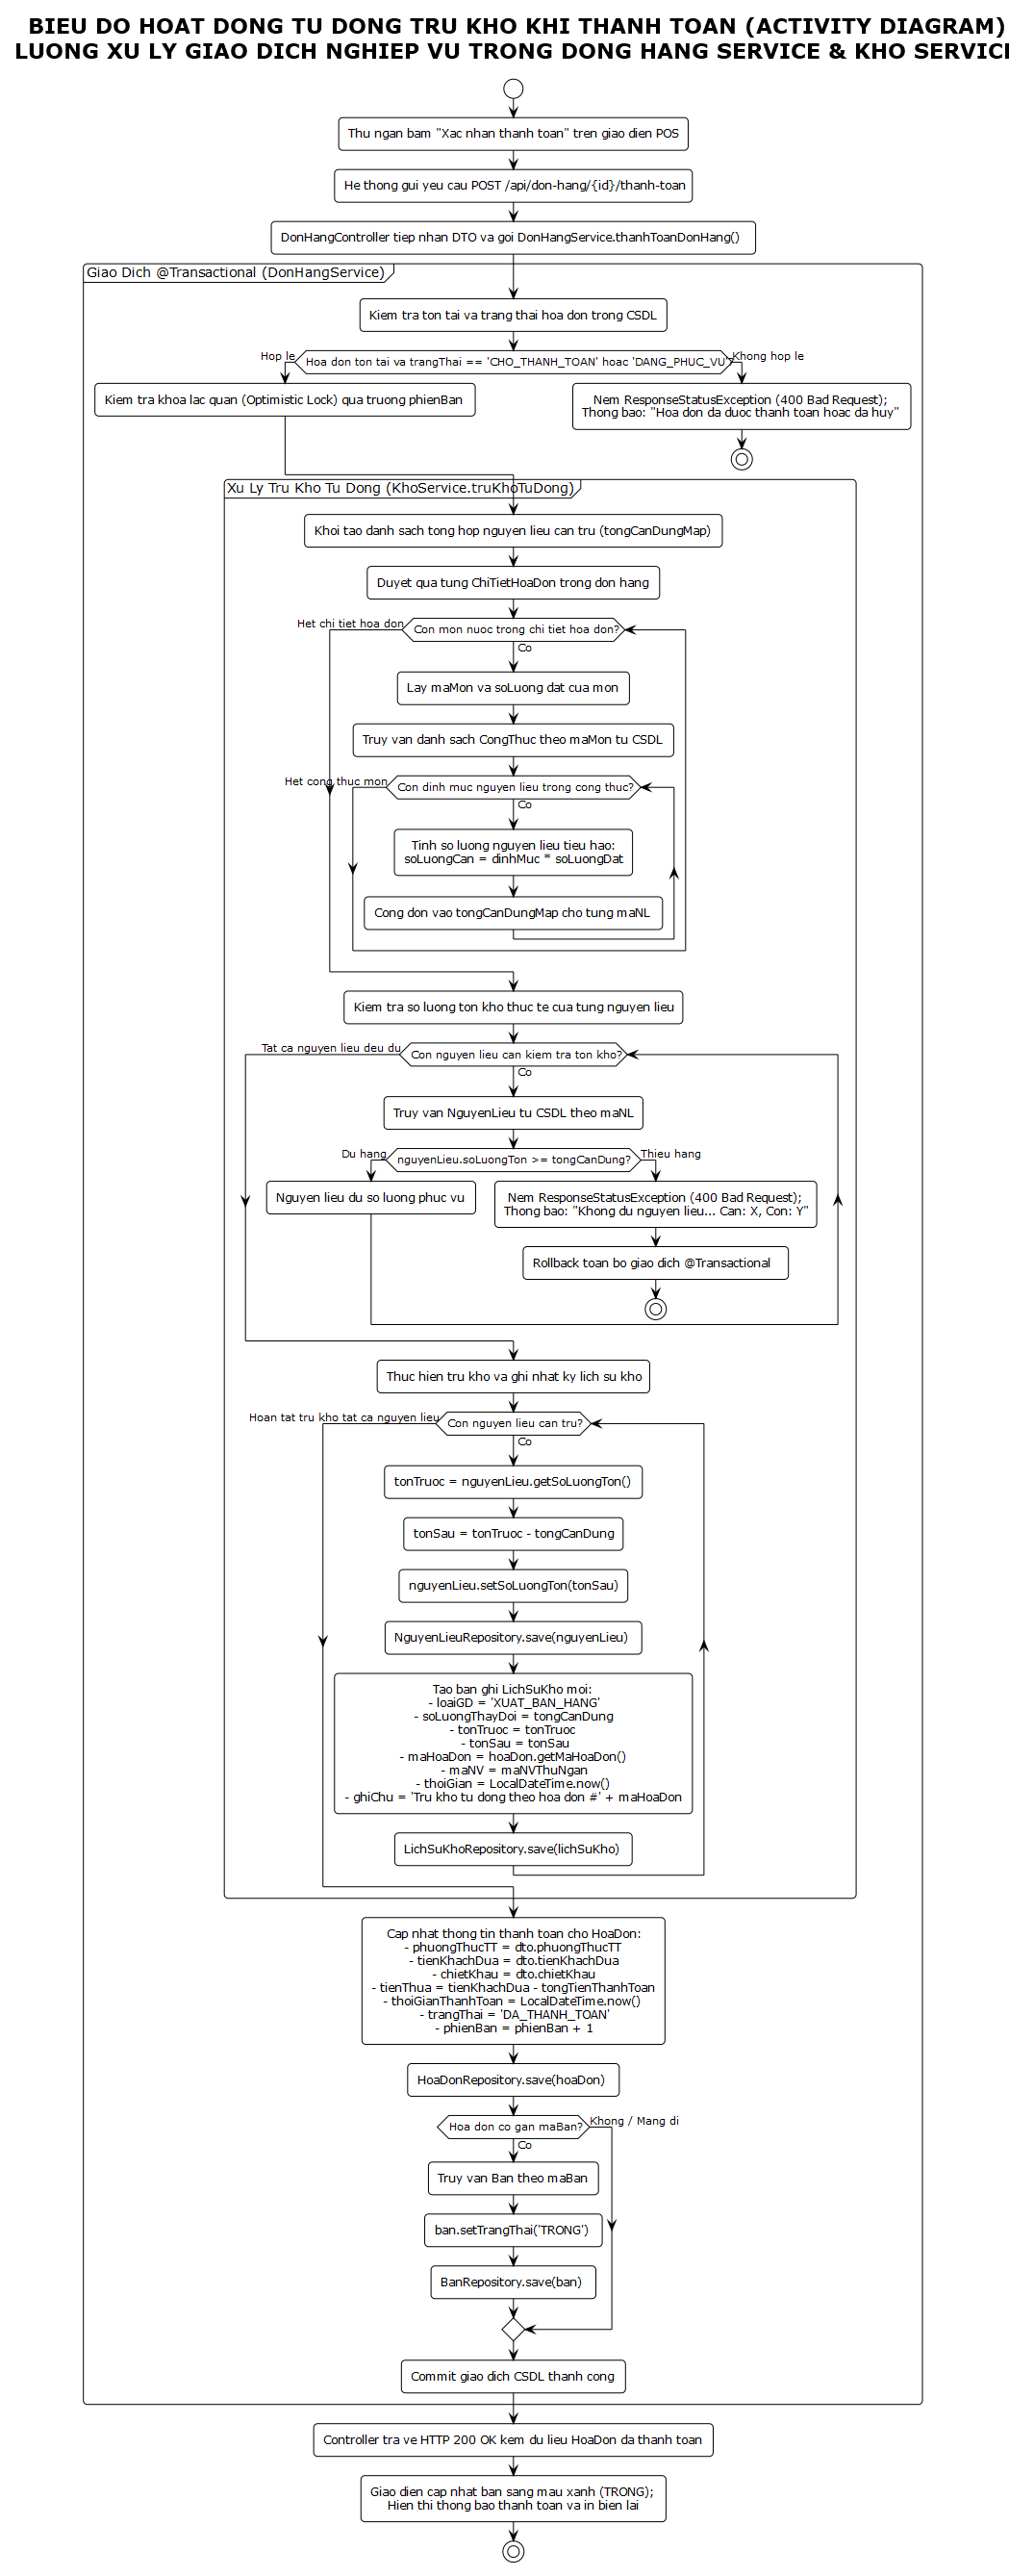 BIEU DO HOAT DONG TU DONG TRU KHO KHI THANH TOAN (ACTIVITY DIAGRAM)
LUONG XU LY GIAO DICH NGHIEP VU TRONG DONG HANG SERVICE & KHO SERVICE
Thu ngan bam "Xac nhan thanh toan" tren giao dien POS
He thong gui yeu cau POST /api/don-hang/{id}/thanh-toan
DonHangController tiep nhan DTO va goi DonHangService.thanhToanDonHang()
Giao Dich @Transactional (DonHangService)
Kiem tra ton tai va trang thai hoa don trong CSDL
Hop le
Hoa don ton tai va trangThai == 'CHO_THANH_TOAN' hoac 'DANG_PHUC_VU'?
Khong hop le
Kiem tra khoa lac quan (Optimistic Lock) qua truong phienBan
Nem ResponseStatusException (400 Bad Request);
Thong bao: "Hoa don da duoc thanh toan hoac da huy"
Xu Ly Tru Kho Tu Dong (KhoService.truKhoTuDong)
Khoi tao danh sach tong hop nguyen lieu can tru (tongCanDungMap)
Duyet qua tung ChiTietHoaDon trong don hang
Het chi tiet hoa don
Con mon nuoc trong chi tiet hoa don?
Co
Lay maMon va soLuong dat cua mon
Truy van danh sach CongThuc theo maMon tu CSDL
Het cong thuc mon
Con dinh muc nguyen lieu trong cong thuc?
Co
Tinh so luong nguyen lieu tieu hao:
soLuongCan = dinhMuc * soLuongDat
Cong don vao tongCanDungMap cho tung maNL
Kiem tra so luong ton kho thuc te cua tung nguyen lieu
Tat ca nguyen lieu deu du
Con nguyen lieu can kiem tra ton kho?
Co
Truy van NguyenLieu tu CSDL theo maNL
Du hang
nguyenLieu.soLuongTon >= tongCanDung?
Thieu hang
Nguyen lieu du so luong phuc vu
Nem ResponseStatusException (400 Bad Request);
Thong bao: "Khong du nguyen lieu... Can: X, Con: Y"
Rollback toan bo giao dich @Transactional
Thuc hien tru kho va ghi nhat ky lich su kho
Hoan tat tru kho tat ca nguyen lieu
Con nguyen lieu can tru?
Co
tonTruoc = nguyenLieu.getSoLuongTon()
tonSau = tonTruoc - tongCanDung
nguyenLieu.setSoLuongTon(tonSau)
NguyenLieuRepository.save(nguyenLieu)
Tao ban ghi LichSuKho moi:
- loaiGD = 'XUAT_BAN_HANG'
- soLuongThayDoi = tongCanDung
- tonTruoc = tonTruoc
- tonSau = tonSau
- maHoaDon = hoaDon.getMaHoaDon()
- maNV = maNVThuNgan
- thoiGian = LocalDateTime.now()
- ghiChu = 'Tru kho tu dong theo hoa don #' + maHoaDon
LichSuKhoRepository.save(lichSuKho)
Cap nhat thong tin thanh toan cho HoaDon:
- phuongThucTT = dto.phuongThucTT
- tienKhachDua = dto.tienKhachDua
- chietKhau = dto.chietKhau
- tienThua = tienKhachDua - tongTienThanhToan
- thoiGianThanhToan = LocalDateTime.now()
- trangThai = 'DA_THANH_TOAN'
- phienBan = phienBan + 1
HoaDonRepository.save(hoaDon)
Hoa don co gan maBan?
Khong / Mang di
Co
Truy van Ban theo maBan
ban.setTrangThai('TRONG')
BanRepository.save(ban)
Commit giao dich CSDL thanh cong
Controller tra ve HTTP 200 OK kem du lieu HoaDon da thanh toan
Giao dien cap nhat ban sang mau xanh (TRONG);
Hien thi thong bao thanh toan va in bien lai